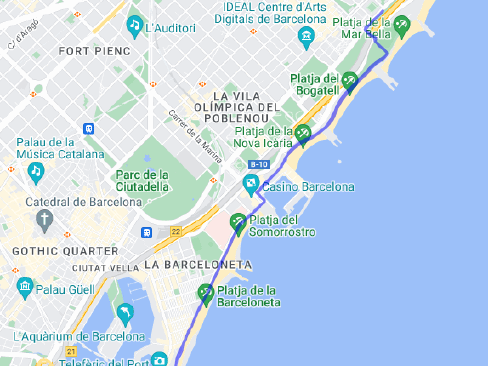 IDEAL Centre d'Arts
Digitals de Barcelona
Platja de la
Mar Bella
L'Auditori
C/ d'Aragó
FORT PIENC
Platja del
Bogatell
LA VILA
OLÍMPICA DEL
POBLENOU
Carrer de la Marina
Platja de la
Nova Icària
Palau de la
Música Catalana
B-10
Parc de la
Ciutadella
Casino Barcelona
Catedral de Barcelona
22
Platja del
Somorrostro
GOTHIC QUARTER
CIUTAT VELLA
LA BARCELONETA
Palau Güell
Platja de la
Barceloneta
L'Aquàrium de Barcelona
21
Telefèric del Port